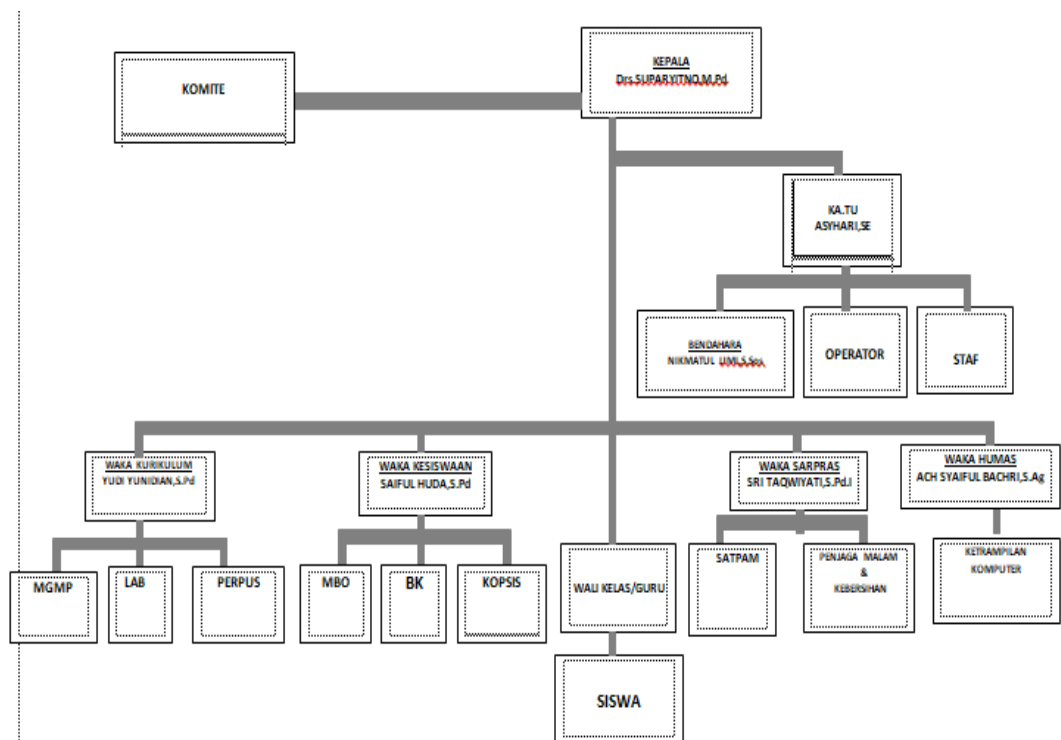 KOMITE
KEPALA
Drs.SUPARYITNO,M.Pd
KA.TU
ASYHARI,SE
BENDAHARA
NIKMATUL UMI,S.Sos
OPERATOR
STAF
WAKA KURIKULUM
YUDI YUNIDIAN,S.Pd
WAKA KESISWAAN
SAIFUL HUDA,S.Pd
WAKA SARPRAS
SRI TAQWIYATI,S.Pd.I
WAKA HUMAS
ACH SYAIFUL BACHRI,S.Ag
MGMP
LAB
PERPUS
MBO
BK
KOPSIS
WALI KELAS/GURU
SATPAM
PENJAGA MALAM
&
KEBERSIHAN
KETRAMPILAN
KOMPUTER
SISWA